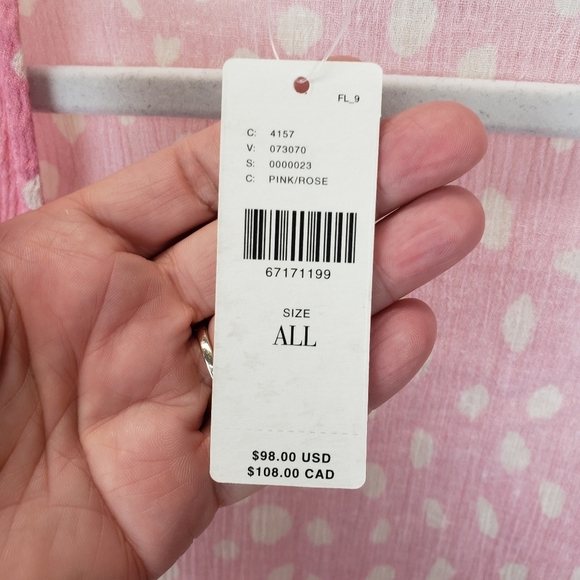 FL_9
C: 4157
V: 073070
S: 0000023
C: PINK/ROSE
67171199
SIZE
ALL
$98.00 USD
$108.00 CAD